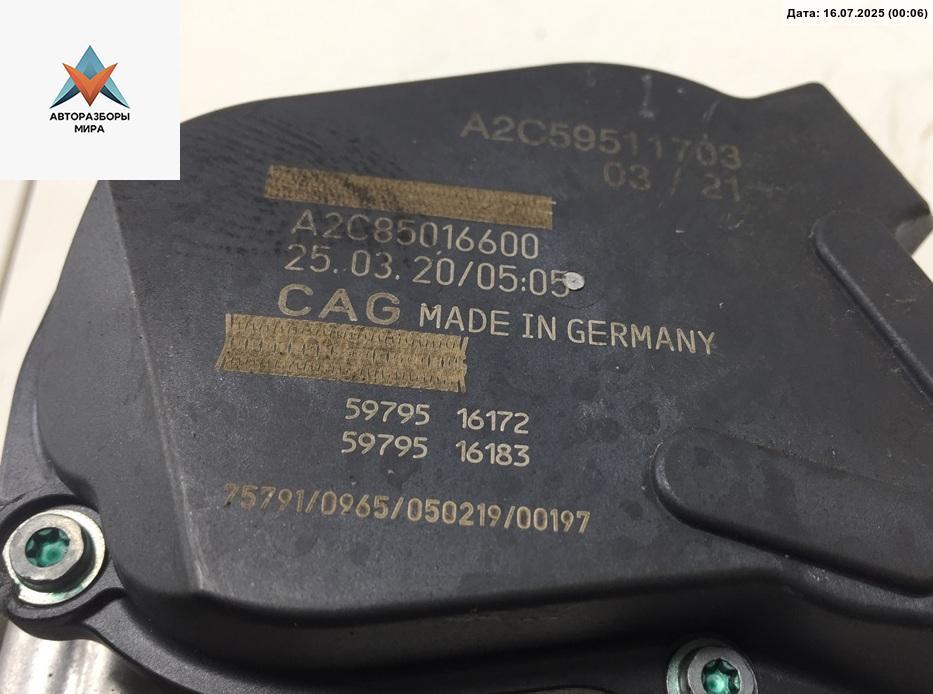 Дата: 16.07.2025 (00:06)
АВТОРАЗБОРЫ
МИРА
A2C59511703
03 / 21
A2C85016600
25.03.20/05:05
CAG MADE IN GERMANY
59795 16172
59795 16183
75791/0965/050219/00197